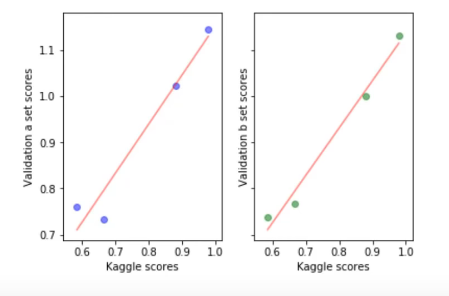 Validation a set scores
1.1
1.0
0.9
0.8
0.7
0.6 0.7 0.8 0.9 1.0
Kaggle scores
Validation b set scores
0.6 0.7 0.8 0.9 1.0
Kaggle scores